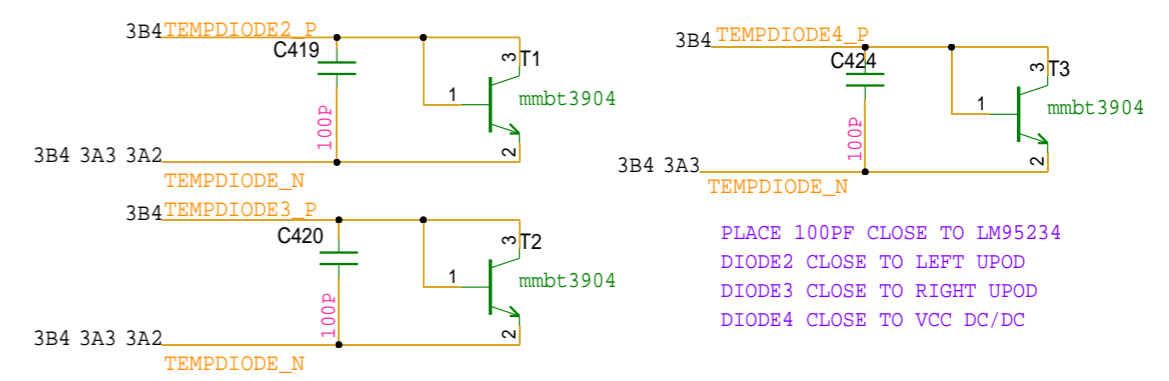 3B4 TEMPDIODE2_P
C419
3 T1
1 mmbt3904
100P
2
3B4 3A3 3A2
TEMPDIODE_N
3B4 TEMPDIODE3_P
C420
3 T2
1 mmbt3904
100P
2
3B4 3A3 3A2
TEMPDIODE_N
3B4 TEMPDIODE4_P
C424
3 T3
1 mmbt3904
100P
2
3B4 3A3
TEMPDIODE_N
PLACE 100PF CLOSE TO LM95234
DIODE2 CLOSE TO LEFT UPOD
DIODE3 CLOSE TO RIGHT UPOD
DIODE4 CLOSE TO VCC DC/DC